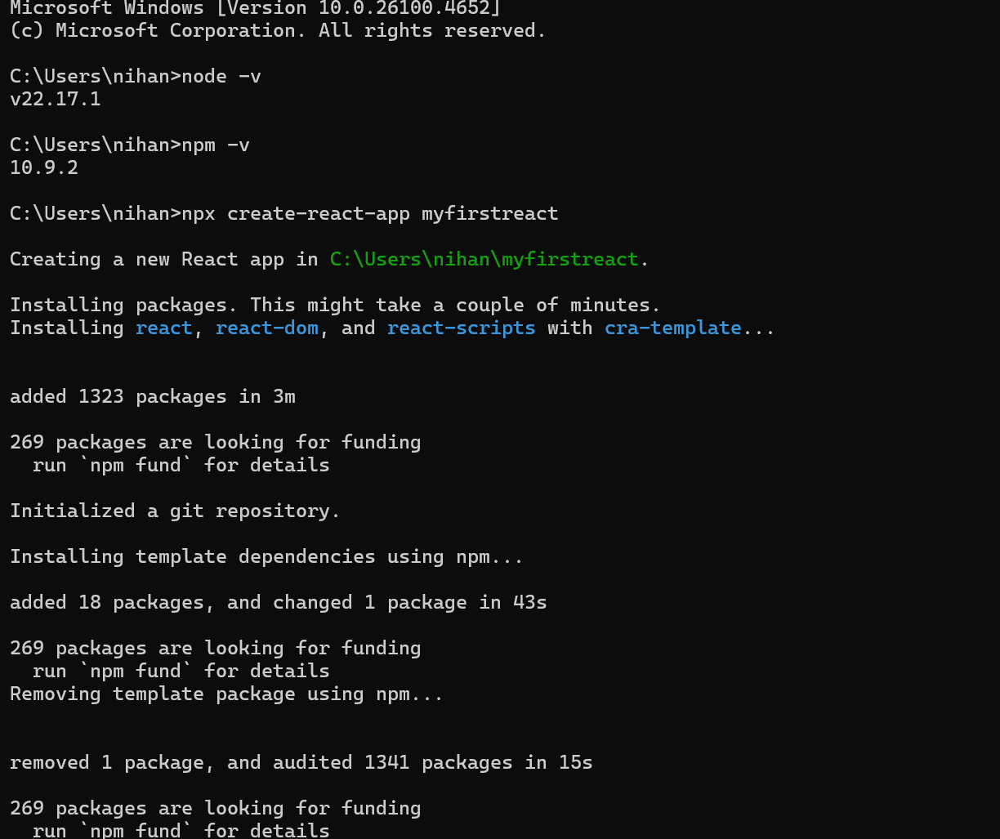 Microsoft Windows [Version 10.0.26100.4652]
(c) Microsoft Corporation. All rights reserved.
C:\Users\nihan>node -v
v22.17.1
C:\Users\nihan>npm -v
10.9.2
C:\Users\nihan>npx create-react-app myfirstreact
Creating a new React app in C:\Users\nihan\myfirstreact.
Installing packages. This might take a couple of minutes.
Installing react, react-dom, and react-scripts with cra-template...
added 1323 packages in 3m
269 packages are looking for funding
  run `npm fund` for details
Initialized a git repository.
Installing template dependencies using npm...
added 18 packages, and changed 1 package in 43s
269 packages are looking for funding
  run `npm fund` for details
Removing template package using npm...
removed 1 package, and audited 1341 packages in 15s
269 packages are looking for funding
  run `npm fund` for details